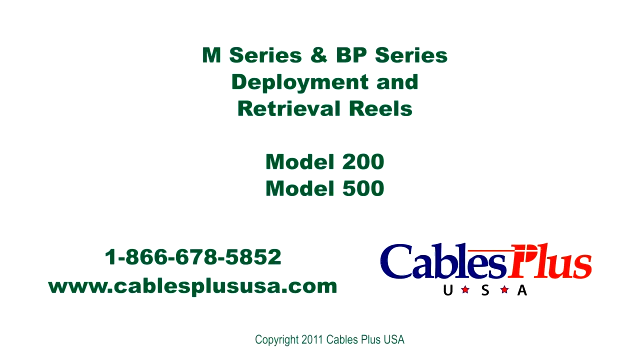 M Series & BP Series
Deployment and
Retrieval Reels
Model 200
Model 500
1-866-678-5852
www.cablesplususa.com
CablesPlus
U★S★A
Copyright 2011 Cables Plus USA